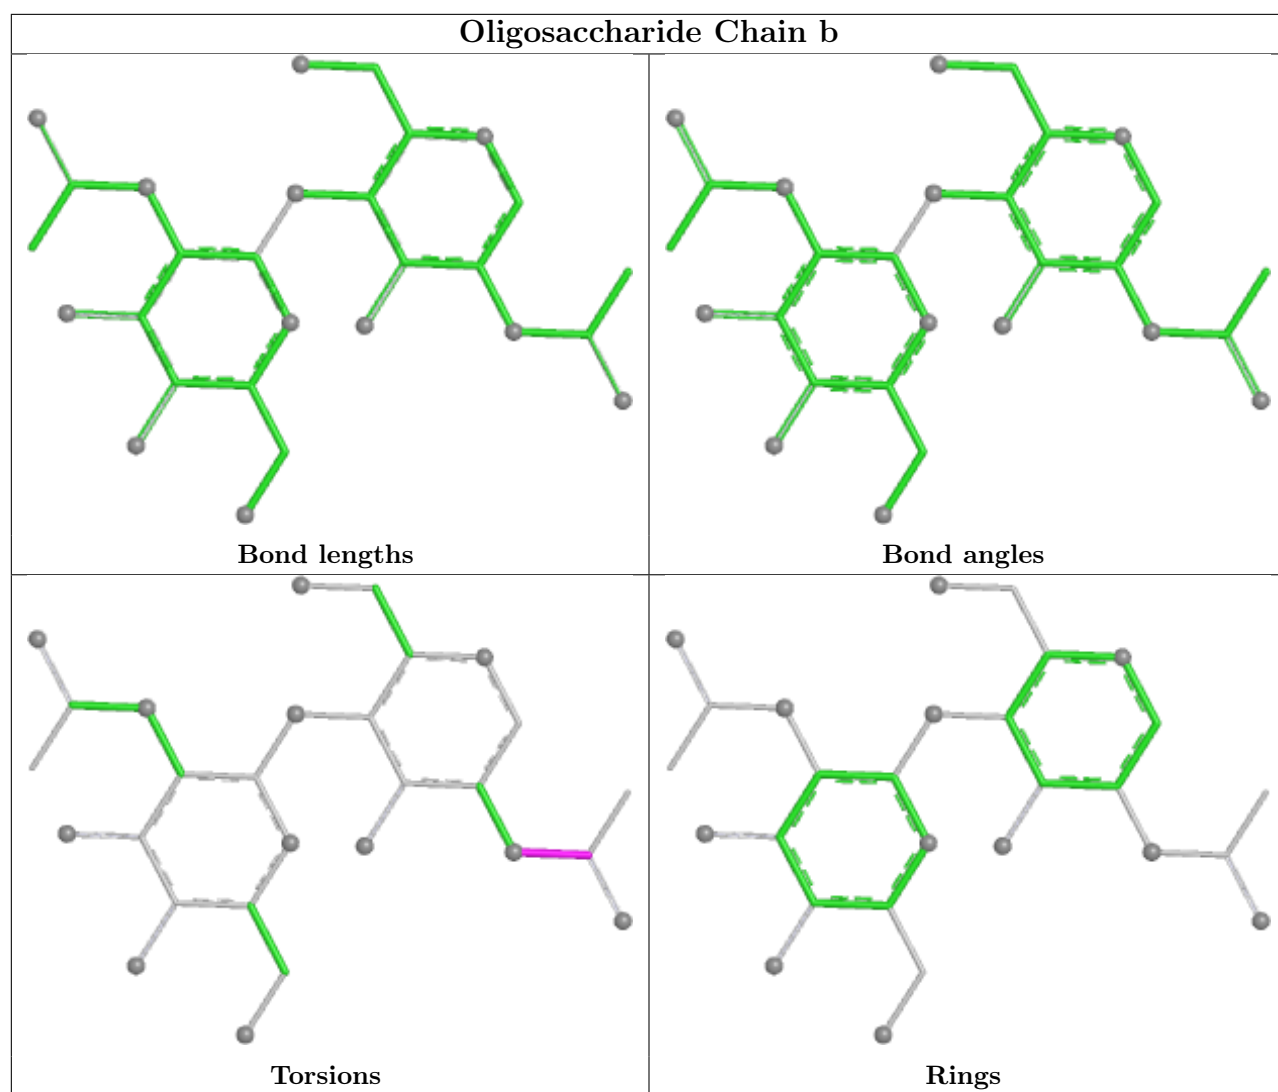 Oligosaccharide Chain b
Bond lengths
Bond angles
Torsions
Rings